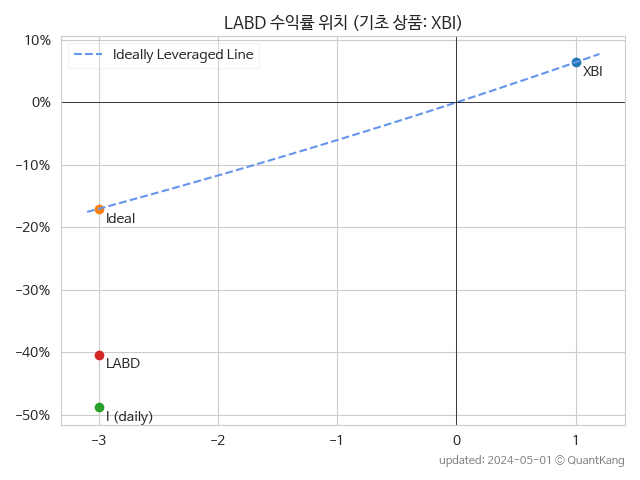 LABD 수익률 위치 (기초 상품: XBI)
10%
Ideally Leveraged Line
XBI
0%
-10%
-20%
Ideal
-30%
-40%
LABD
-50%
I (daily)
-3 -2 -1 0 1
updated: 2024-05-01 © QuantKang